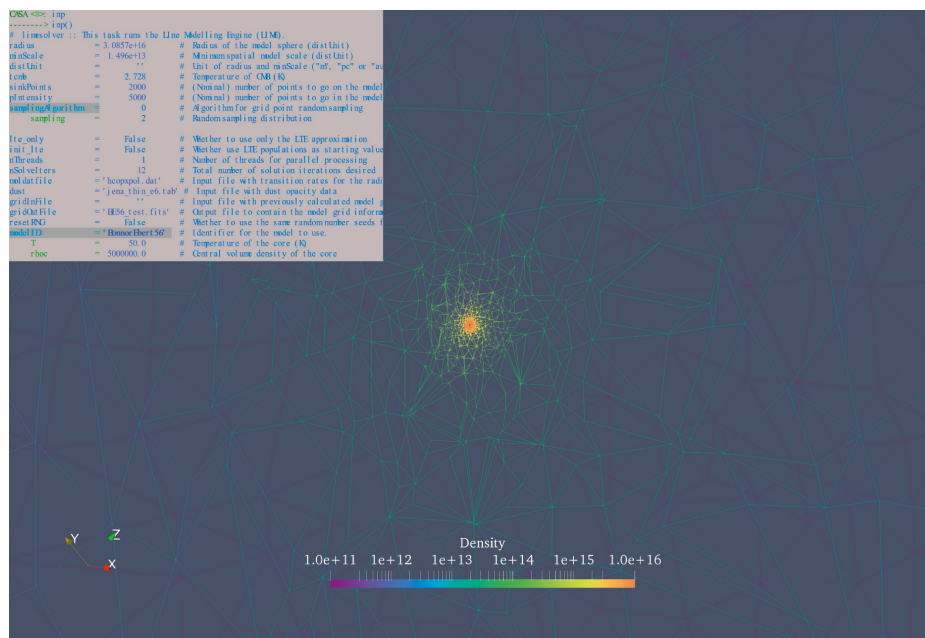 CASA <5>: inp
--------> inp()
# limesolver :: This task runs the LIne Modelling Engine (LIME).
radius = 3.0857e+16 # Radius of the model sphere (distUnit)
minScale = 1.496e+13 # Minimum spatial model scale (distUnit)
distUnit = '' # Unit of radius and minScale ("m", "pc" or "au
tcmb = 2.728 # Temperature of CMB (K)
sinkPoints = 2000 # (Nominal) number of points to go on the model
pIntensity = 5000 # (Nominal) number of points to go in the model
samplingAlgorithm = 0 # Algorithm for grid point random sampling
sampling = 2 # Random sampling distribution
lte_only = False # Whether to use only the LTE approximation
init_lte = False # Whether use LTE populations as starting value
nThreads = 1 # Number of threads for parallel processing
nSolveIters = 12 # Total number of solution iterations desired
moldatfile = 'hcopxpol.dat' # Input file with transition rates for the radi
dust = 'jena_thin_e6.tab' # Input file with dust opacity data
gridInFile = '' # Input file with previously calculated model g
gridOutFile = 'BE56_test.fits' # Output file to contain the model grid informa
resetRNG = False # Whether to use the same random number seeds f
modelID = 'BonnorEbert56' # Identifier for the model to use.
T = 50.0 # Temperature of the core (K)
rhoc = 5000000.0 # Central volume density of the core
Y Z
X
Density
1.0e+11 1e+12 1e+13 1e+14 1e+15 1.0e+16